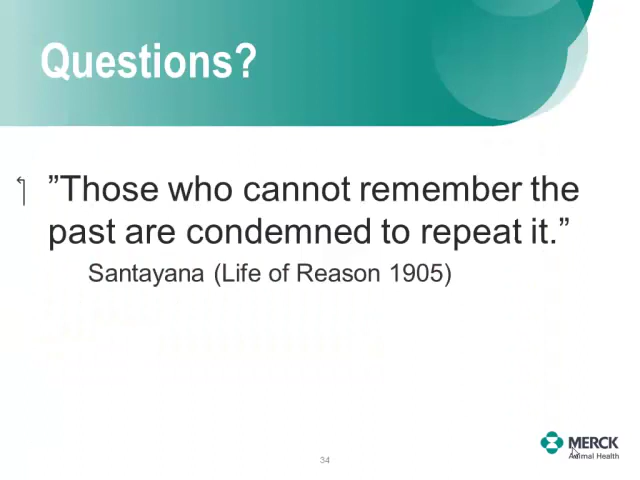 Questions?
”Those who cannot remember the
past are condemned to repeat it.”
Santayana (Life of Reason 1905)
MERCK
Animal Health
34